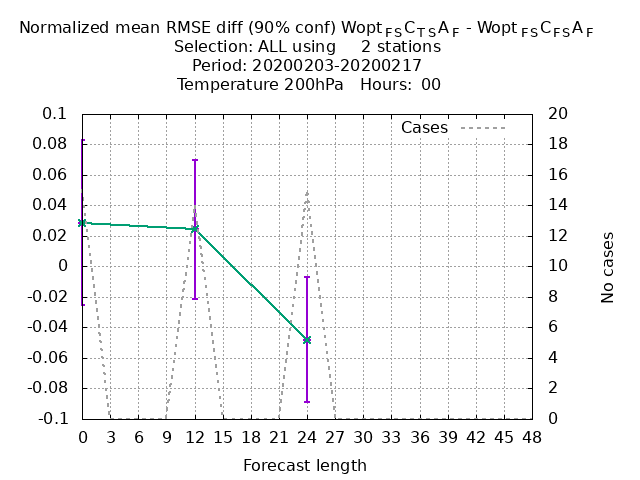 Normalized mean RMSE diff (90% conf) Wopt FS C T S A F - Wopt FS C F S A F
Selection: ALL using 2 stations
Period: 20200203-20200217
Temperature 200hPa Hours: 00
Cases
0.1
0.08
0.06
0.04
0.02
0
-0.02
-0.04
-0.06
-0.08
-0.1
20
18
16
14
12
10
8
6
4
2
0
No cases
0 3 6 9 12 15 18 21 24 27 30 33 36 39 42 45 48
Forecast length